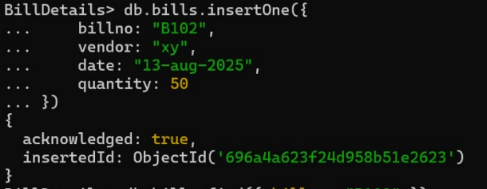 BillDetails> db.bills.insertOne({
...     billno: "B102",
...     vendor: "xy",
...     date: "13-aug-2025",
...     quantity: 50
... })
{
  acknowledged: true,
  insertedId: ObjectId('696a4a623f24d958b51e2623')
}